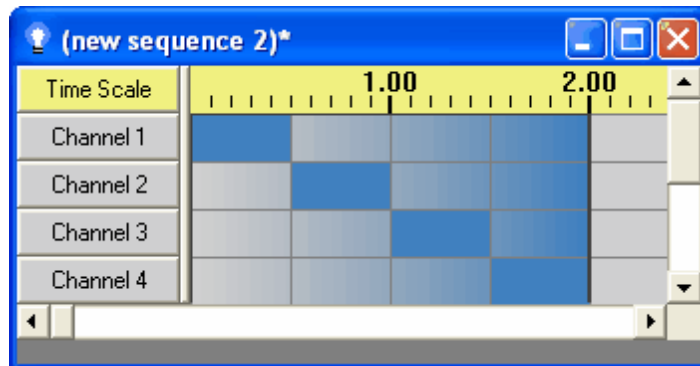 (new sequence 2)*
Time Scale 1.00 2.00
Channel 1
Channel 2
Channel 3
Channel 4